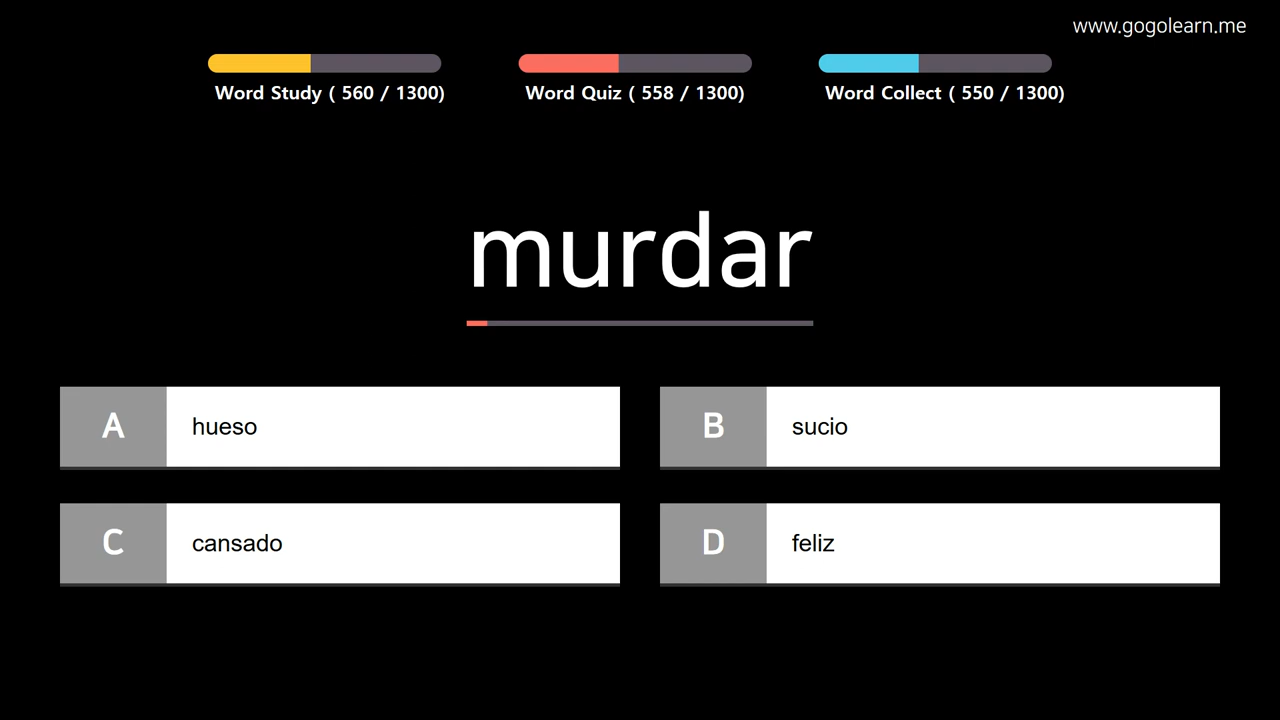 www.gogolearn.me
Word Study ( 560 / 1300)
Word Quiz ( 558 / 1300)
Word Collect ( 550 / 1300)
murdar
A hueso
B sucio
C cansado
D feliz